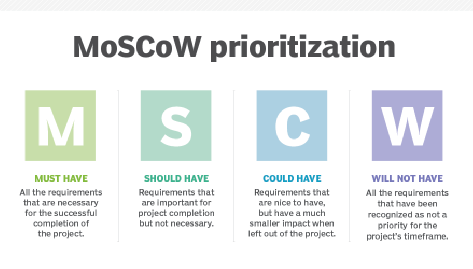 MoSCoW prioritization
M
S
C
W
MUST HAVE
All the requirements
that are necessary
for the successful
completion of
the project.
SHOULD HAVE
Requirements that
are important for
project completion
but not necessary.
COULD HAVE
Requirements that
are nice to have,
but have a much
smaller impact when
left out of the project.
WILL NOT HAVE
All the requirements
that have been
recognized as not a
priority for the
project's timeframe.